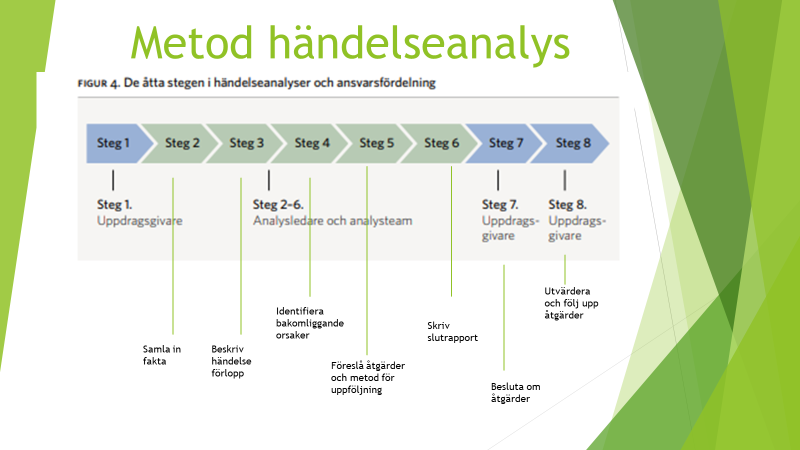 Metod händelseanalys
FIGUR 4. De åtta stegen i händelseanalyser och ansvarsfördelning
Steg 1 Steg 2 Steg 3 Steg 4 Steg 5 Steg 6 Steg 7 Steg 8
Steg 1.
Uppdragsgivare
Steg 2–6.
Analysledare och analysteam
Steg 7.
Uppdrags-
givare
Steg 8.
Uppdrags-
givare
Samla in
fakta
Beskriv
händelse
förlopp
Identifiera
bakomliggande
orsaker
Föreslå åtgärder
och metod för
uppföljning
Skriv
slutrapport
Besluta om
åtgärder
Utvärdera
och följ upp
åtgärder